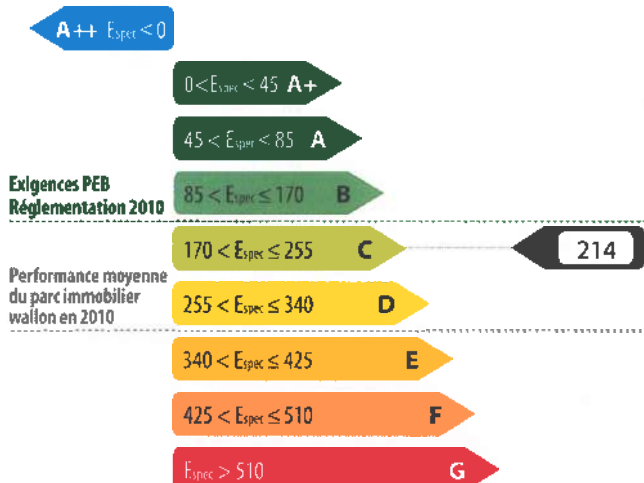 A++ Espec < 0
0 < Espec < 45 A+
45 < Espec < 85 A
Exigences PEB
Réglementation 2010
85 < Espec ≤ 170 B
170 < Espec ≤ 255 C
214
Performance moyenne
du parc immobilier
wallon en 2010
255 < Espec ≤ 340 D
340 < Espec ≤ 425 E
425 < Espec ≤ 510 F
Espec > 510 G